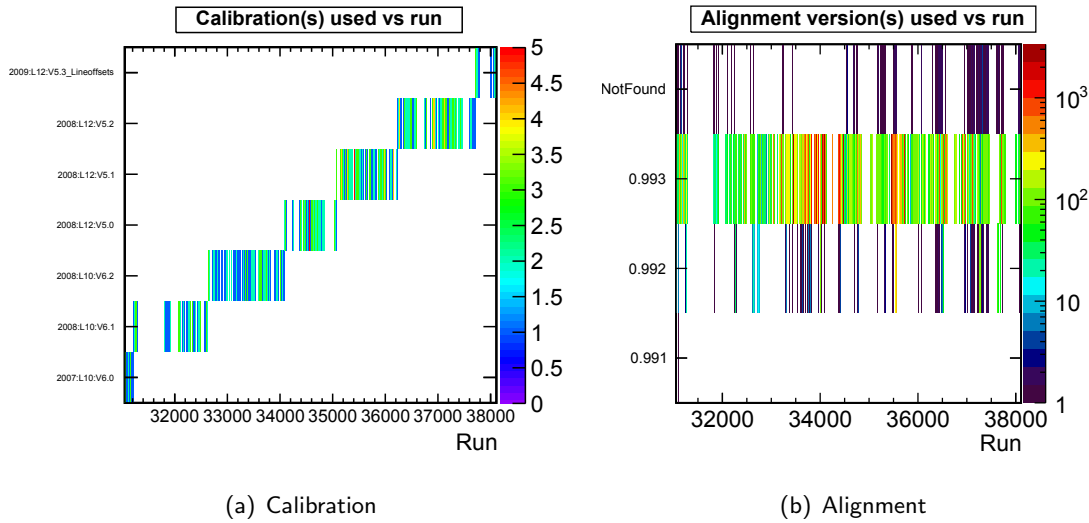 Calibration(s) used vs run
2009:L12:V5.3_Lineoffsets
2008:L12:V5.2
2008:L12:V5.1
2008:L12:V5.0
2008:L10:V6.2
2008:L10:V6.1
2007:L10:V6.0
32000 33000 34000 35000 36000 37000 38000
Run
5
4.5
4
3.5
3
2.5
2
1.5
1
0.5
0
(a) Calibration
Alignment version(s) used vs run
NotFound
0.993
0.992
0.991
32000 34000 36000 38000
Run
10³
10²
10
1
(b) Alignment